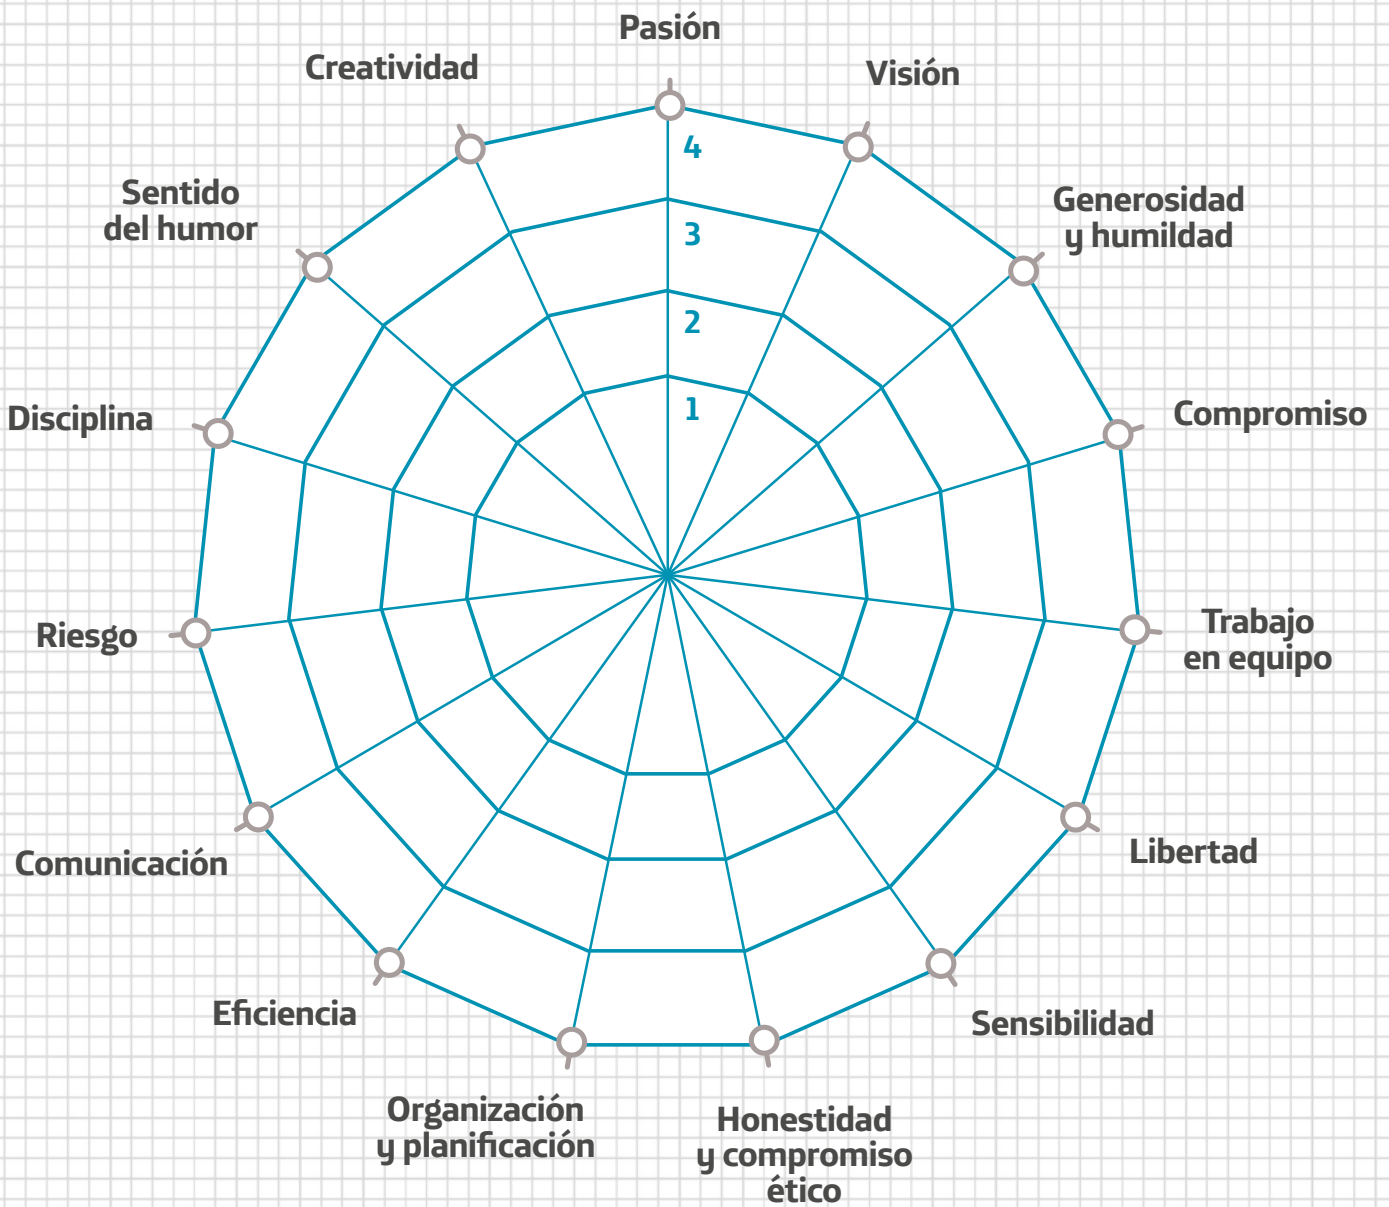 Pasión
Creatividad
Visión
4
Sentido
del humor
Generosidad
y humildad
3
2
1
Disciplina
Compromiso
Riesgo
Trabajo
en equipo
Comunicación
Libertad
Eficiencia
Sensibilidad
Organización
y planificación
Honestidad
y compromiso
ético